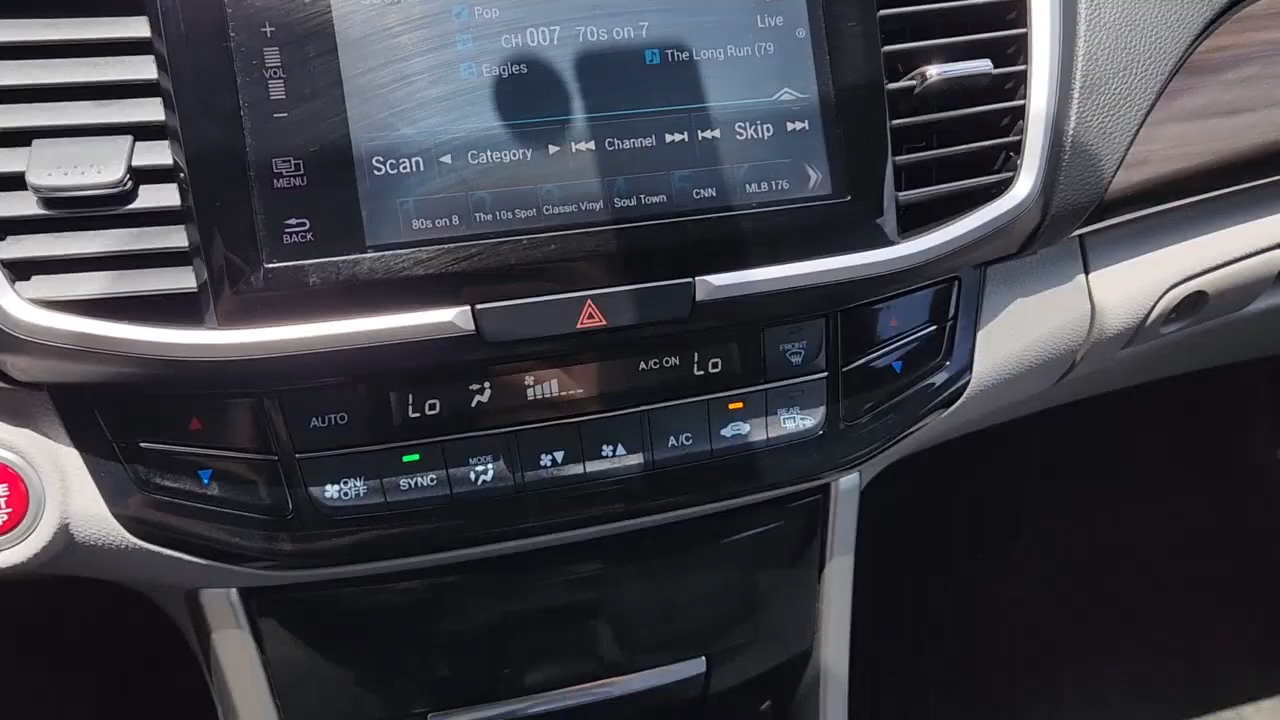 Pop
Live
CH 007 70s on 7
Eagles
The Long Run (79
+
VOL
-
MENU
BACK
Scan
Category
Channel
Skip
80s on 8
The 10s Spot
Classic Vinyl
Soul Town
CNN
MLB 176
AUTO
Lo
A/C ON
Lo
FRONT
ON/
OFF
SYNC
MODE
A/C
REAR